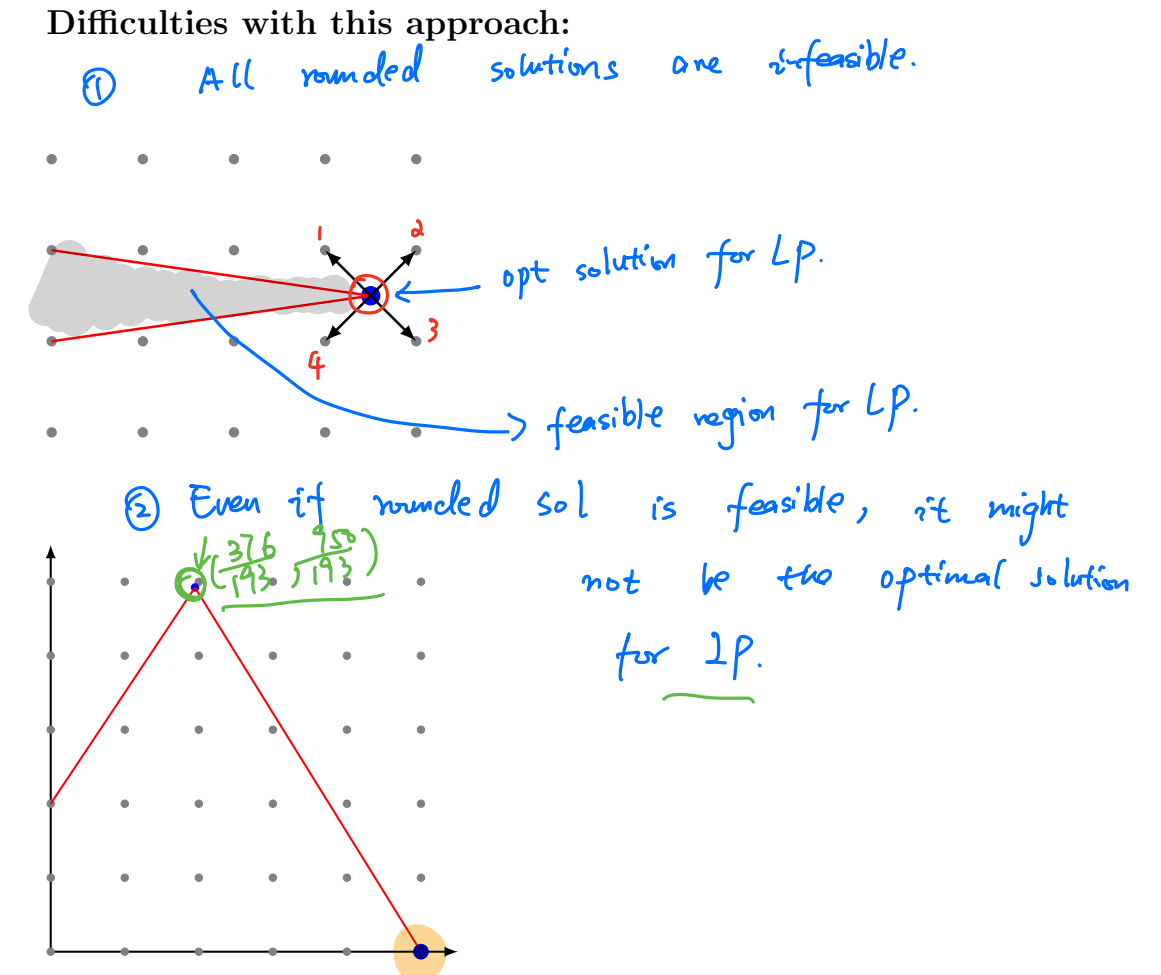 Difficulties with this approach:
① All rounded solutions are infeasible.
1 2
opt solution for LP.
3
4
feasible region for LP.
② Even if rounded sol is feasible, it might
(376/193, 950/193)
not be the optimal solution
for IP.